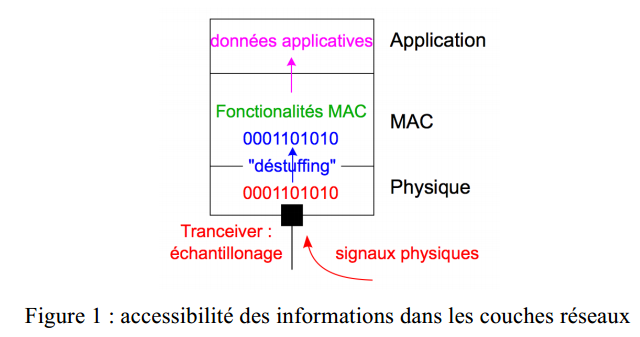 données applicatives
Application
Fonctionalités MAC
0001101010
MAC
"déstuffing"
0001101010
Physique
Tranceiver :
échantillonage
signaux physiques
Figure 1 : accessibilité des informations dans les couches réseaux